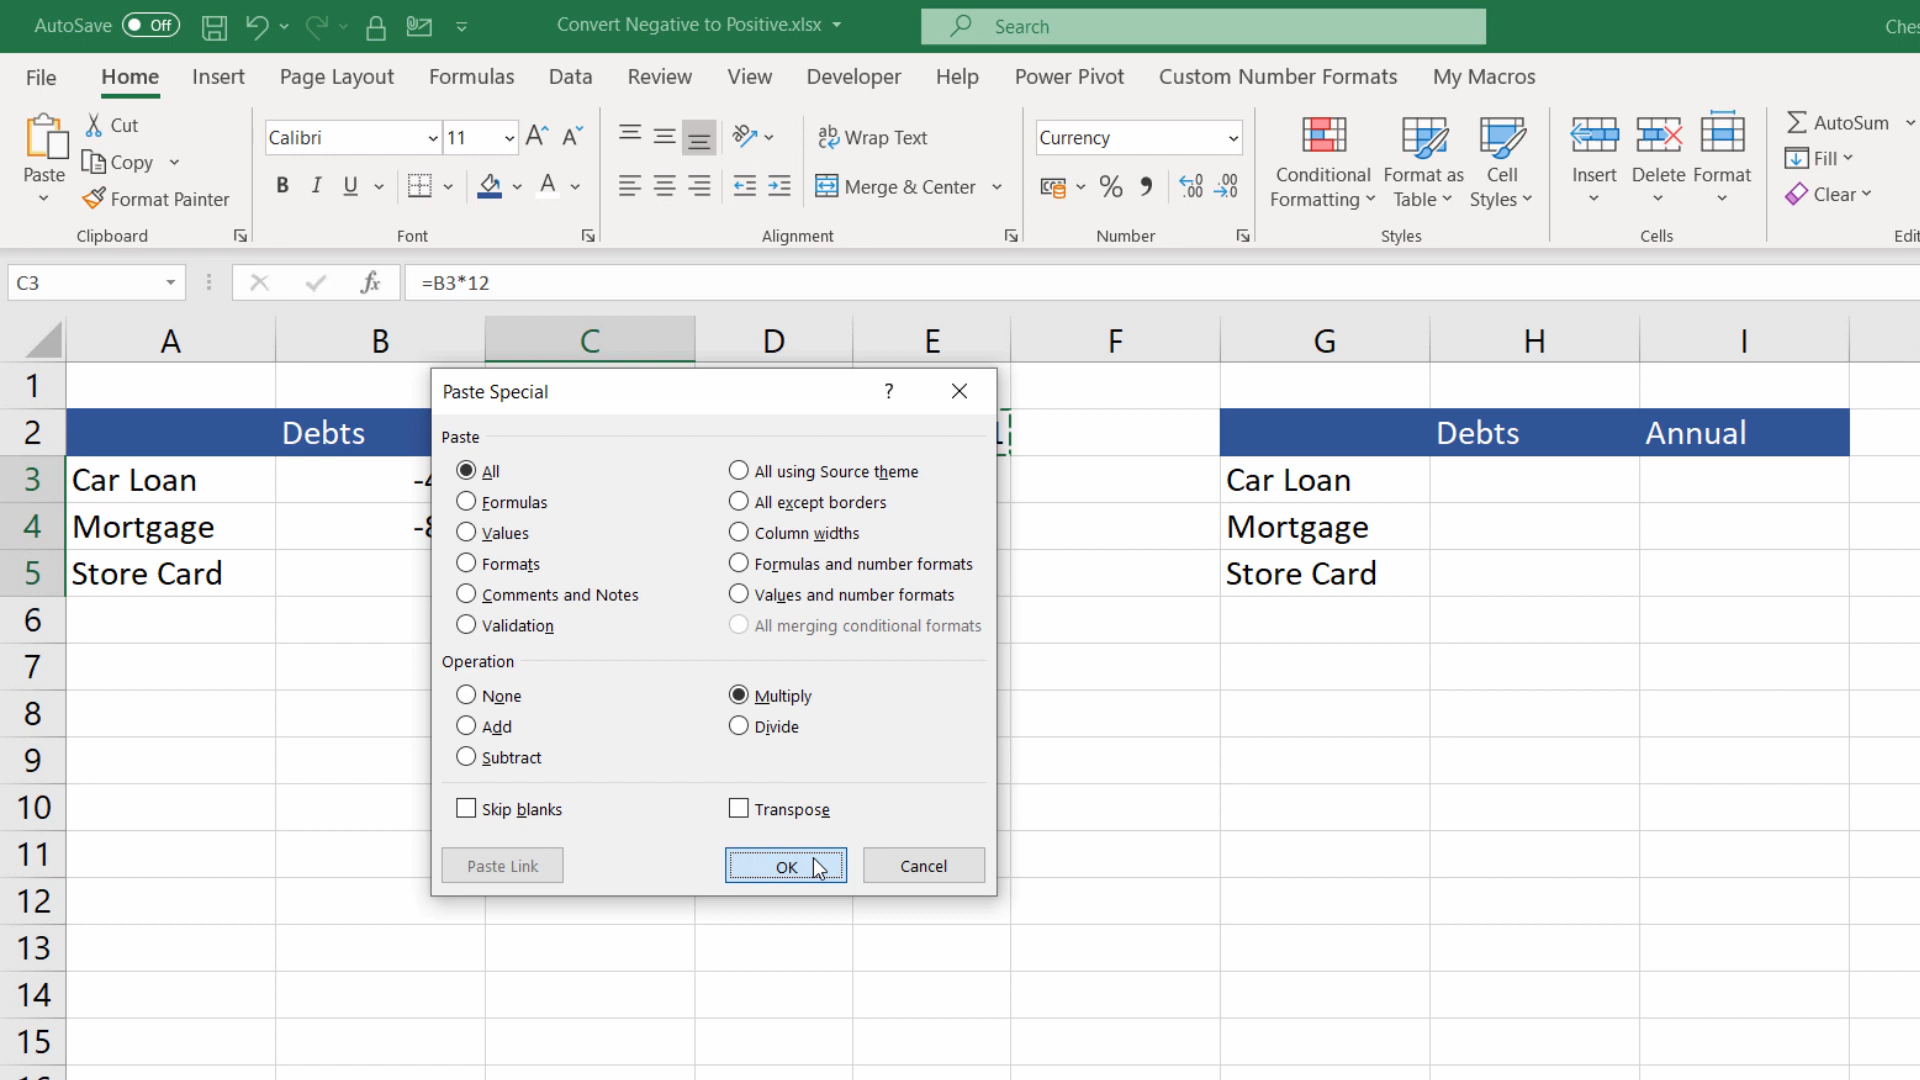 AutoSave Off Convert Negative to Positive.xlsx Search
File Home Insert Page Layout Formulas Data Review View Developer Help Power Pivot Custom Number Formats My Macros
Paste
Cut
Copy
Format Painter
Clipboard
Calibri 11
B I U
Font
Wrap Text
Merge & Center
Alignment
Currency
Number
Conditional Formatting
Format as Table
Cell Styles
Styles
Insert
Delete
Format
Cells
AutoSum
Fill
Clear
C3 fx =B3*12
A B C D E F G H I
1
2 Debts Debts Annual
3 Car Loan -4 Car Loan
4 Mortgage -8 Mortgage
5 Store Card Store Card
6
7
8
9
10
11
12
13
14
15
Paste Special ?
Paste
All All using Source theme
Formulas All except borders
Values Column widths
Formats Formulas and number formats
Comments and Notes Values and number formats
Validation All merging conditional formats
Operation
None Multiply
Add Divide
Subtract
Skip blanks Transpose
Paste Link OK Cancel